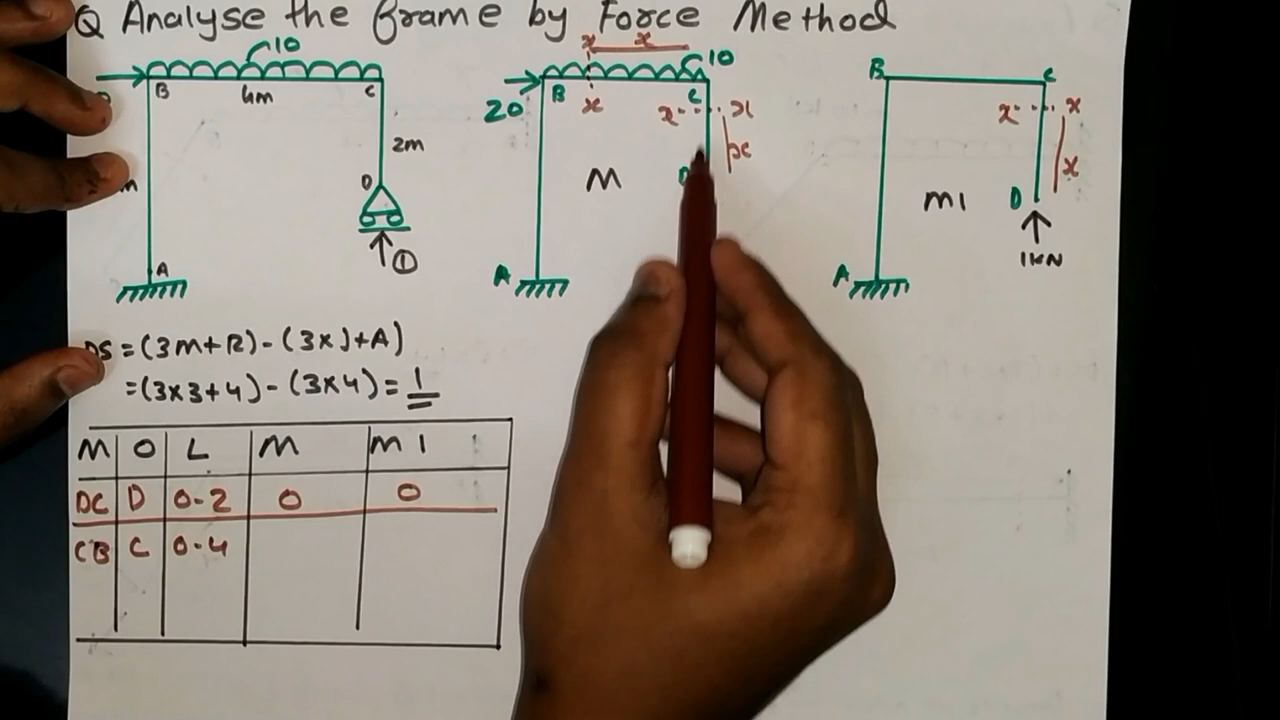 Q Analyse the frame by Force Method
10
B 4m C
2m
m
D
1
A
x x 10
20 B x C
x x
x
M
A
B C
x x
x
m1 D
1KN
A
DS = (3m+R) - (3xJ+A)
= (3x3+4) - (3x4) = 1
M O L M m1
DC D 0-2 0 0
CB C 0-4